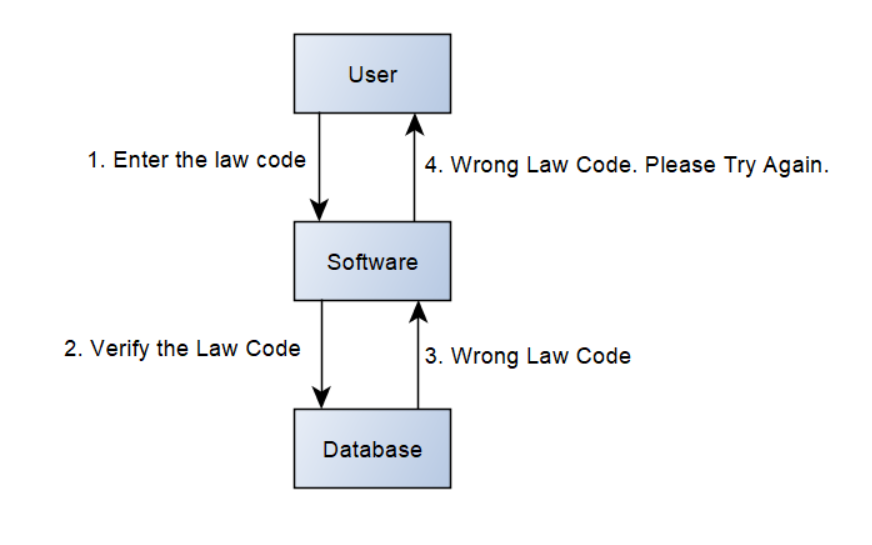 User
1. Enter the law code
4. Wrong Law Code. Please Try Again.
Software
2. Verify the Law Code
3. Wrong Law Code
Database